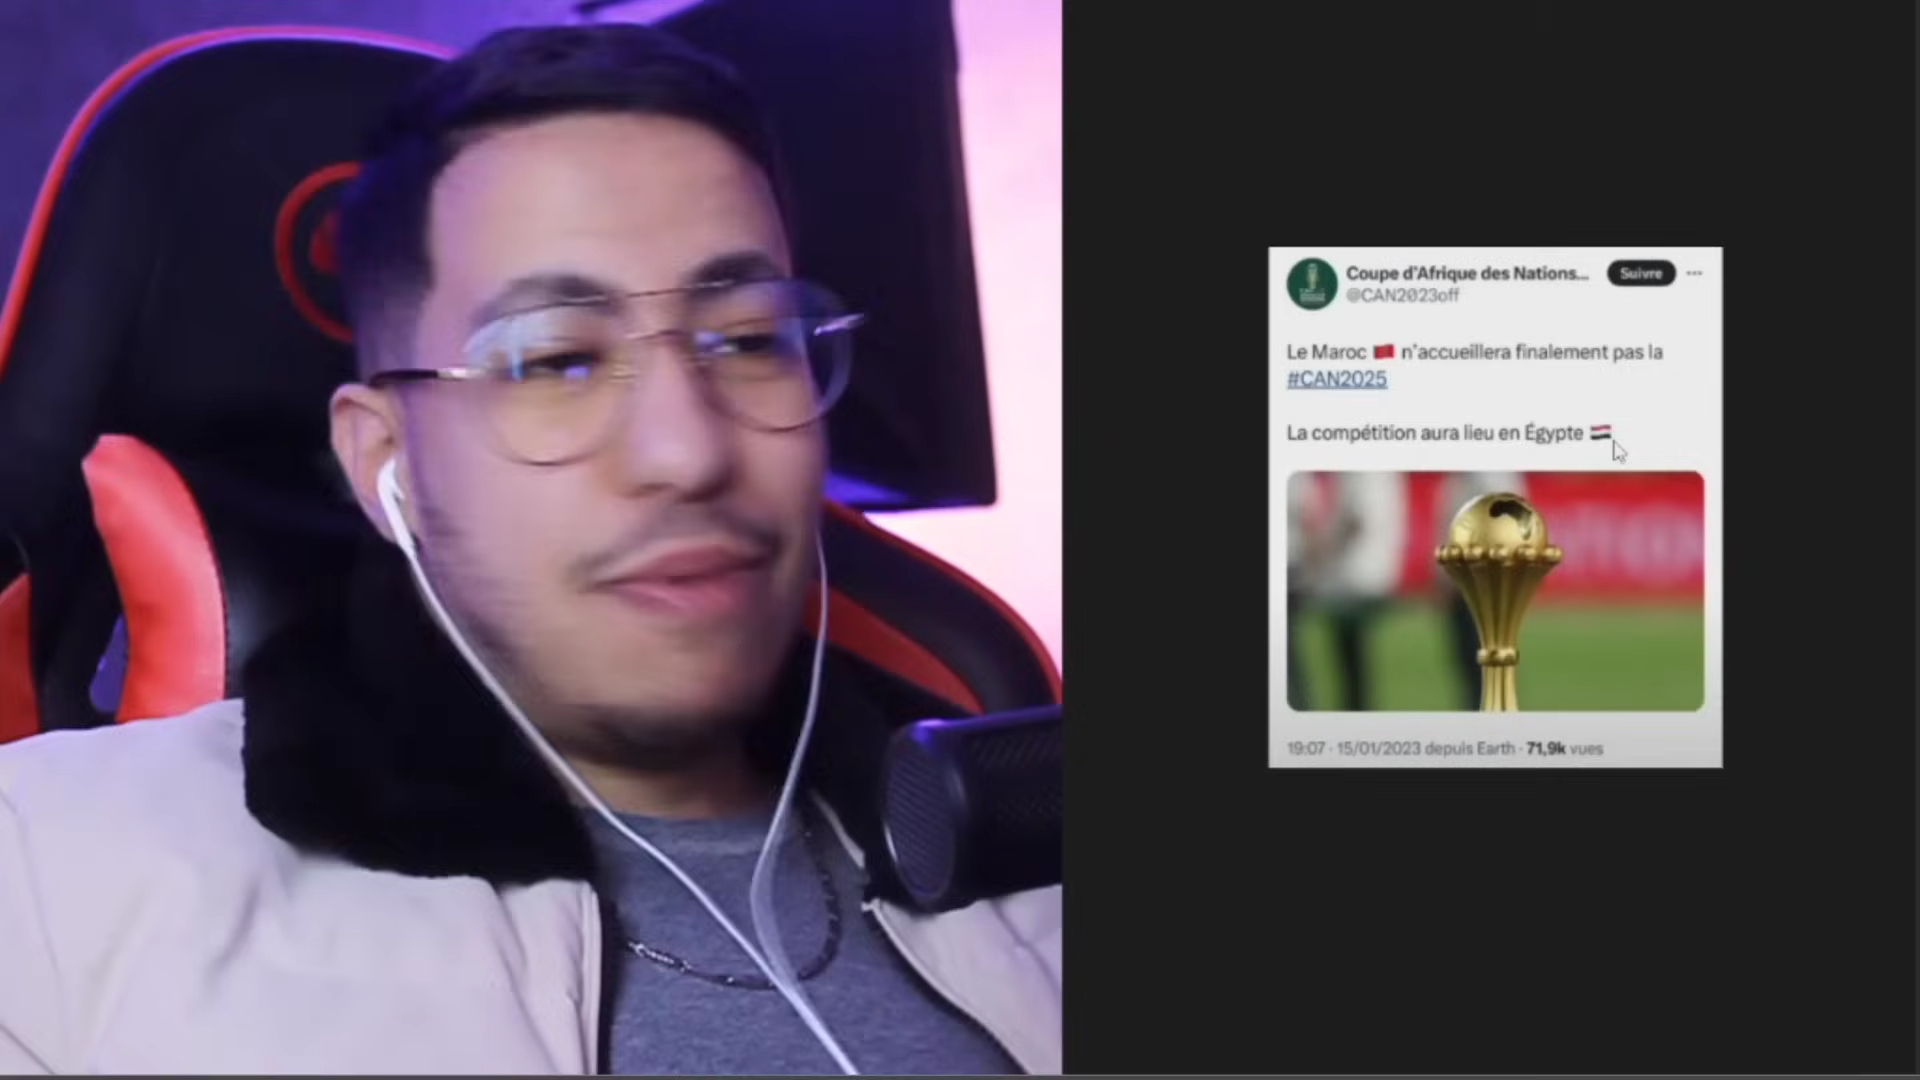 Coupe d'Afrique des Nations...
Suivre
@CAN2023off
Le Maroc 🇲🇦 n'accueillera finalement pas la
#CAN2025
La compétition aura lieu en Égypte 🇪🇬
19:07 · 15/01/2023 depuis Earth · 71,9k vues